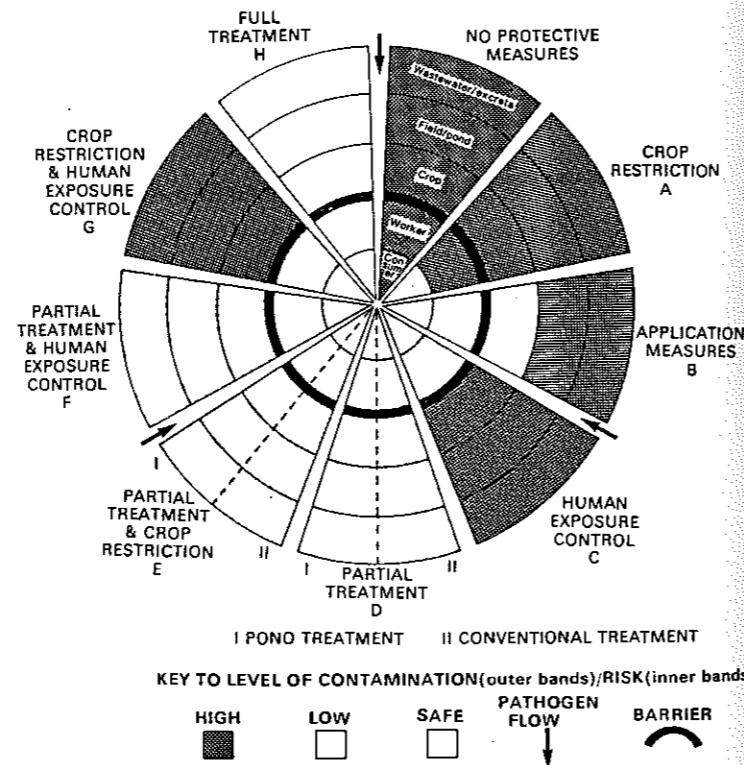 FULL
TREATMENT
H
NO PROTECTIVE
MEASURES
Wastewater/excreta
Field/pond
Crop
Worker
Con
sum
er
CROP
RESTRICTION
& HUMAN
EXPOSURE
CONTROL
G
CROP
RESTRICTION
A
PARTIAL
TREATMENT
& HUMAN
EXPOSURE
CONTROL
F
APPLICATION
MEASURES
B
I
PARTIAL
TREATMENT
& CROP
RESTRICTION
E
II
I
PARTIAL
TREATMENT
D
II
HUMAN
EXPOSURE
CONTROL
C
I POND TREATMENT II CONVENTIONAL TREATMENT
KEY TO LEVEL OF CONTAMINATION(outer bands)/RISK(inner bands
HIGH
LOW
SAFE
PATHOGEN
FLOW
BARRIER